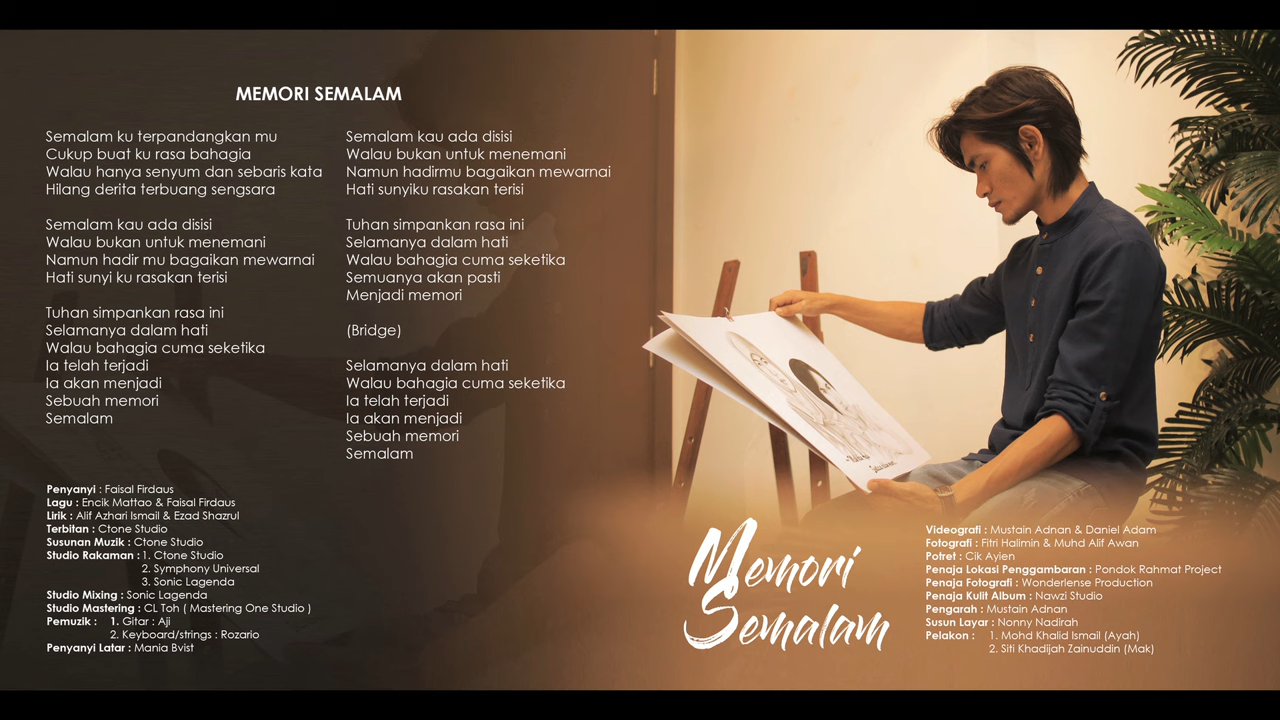 MEMORI SEMALAM
Semalam ku terpandangkan mu
Cukup buat ku rasa bahagia
Walau hanya senyum dan sebaris kata
Hilang derita terbuang sengsara
Semalam kau ada disisi
Walau bukan untuk menemani
Namun hadir mu bagaikan mewarnai
Hati sunyi ku rasakan terisi
Tuhan simpankan rasa ini
Selamanya dalam hati
Walau bahagia cuma seketika
Ia telah terjadi
Ia akan menjadi
Sebuah memori
Semalam
Semalam kau ada disisi
Walau bukan untuk menemani
Namun hadirmu bagaikan mewarnai
Hati sunyiku rasakan terisi
Tuhan simpankan rasa ini
Selamanya dalam hati
Walau bahagia cuma seketika
Semuanya akan pasti
Menjadi memori
(Bridge)
Selamanya dalam hati
Walau bahagia cuma seketika
Ia telah terjadi
Ia akan menjadi
Sebuah memori
Semalam
Penyanyi : Faisal Firdaus
Lagu : Encik Mattao & Faisal Firdaus
Lirik : Alif Azhari Ismail & Ezad Shazrul
Terbitan : Ctone Studio
Susunan Muzik : Ctone Studio
Studio Rakaman : 1. Ctone Studio
2. Symphony Universal
3. Sonic Lagenda
Studio Mixing : Sonic Lagenda
Studio Mastering : CL Toh ( Mastering One Studio )
Pemuzik : 1. Gitar : Aji
2. Keyboard/strings : Rozario
Penyanyi Latar : Mania Bvist
Memori
Semalam
Videografi : Mustain Adnan & Daniel Adam
Fotografi : Fitri Halimin & Muhd Alif Awan
Potret : Cik Ayien
Penaja Lokasi Penggambaran : Pondok Rahmat Project
Penaja Fotografi : Wonderlense Production
Penaja Kulit Album : Nawzi Studio
Pengarah : Mustain Adnan
Susun Layar : Nonny Nadirah
Pelakon : 1. Mohd Khalid Ismail (Ayah)
2. Siti Khadijah Zainuddin (Mak)